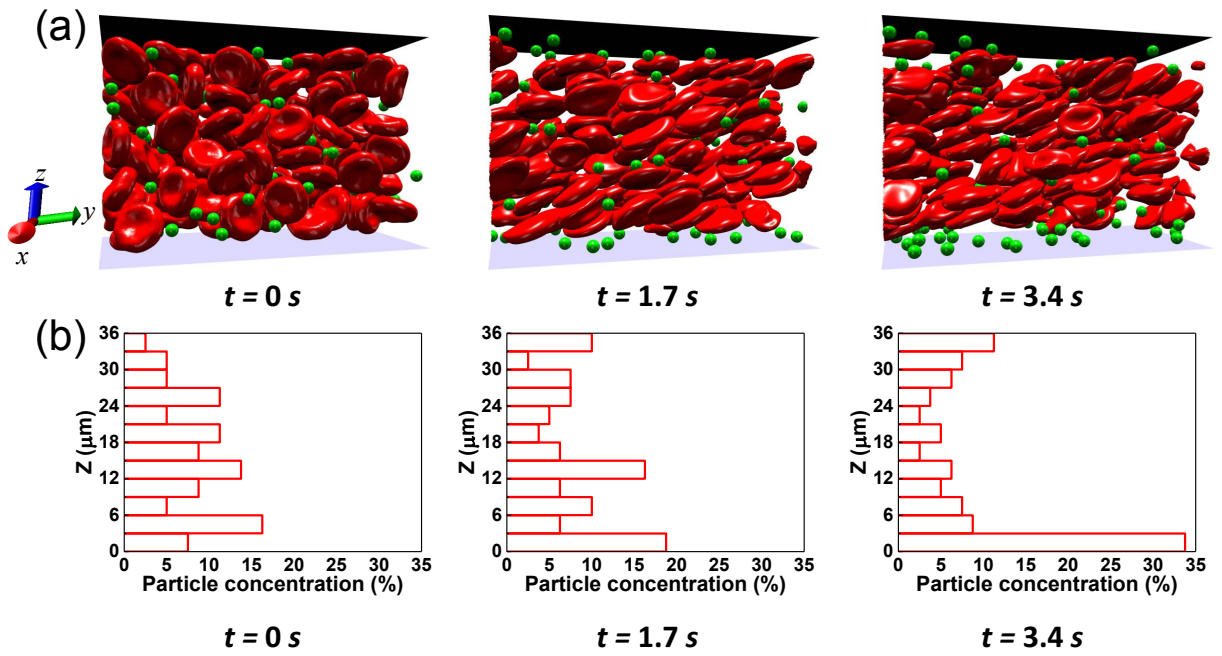 (a)
z
y
x
t = 0 s
t = 1.7 s
t = 3.4 s
(b)
36
30
24
18
12
6
0
Z (μm)
0 5 10 15 20 25 30 35
Particle concentration (%)
t = 0 s
36
30
24
18
12
6
0
Z (μm)
0 5 10 15 20 25 30 35
Particle concentration (%)
t = 1.7 s
36
30
24
18
12
6
0
Z (μm)
0 5 10 15 20 25 30 35
Particle concentration (%)
t = 3.4 s